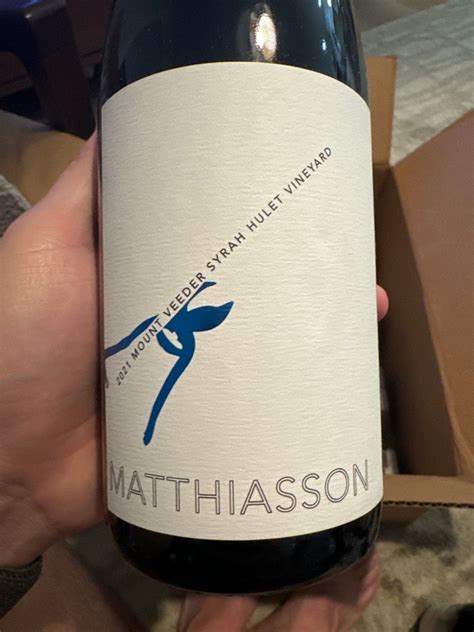 2021 MOUNT VEEDER SYRAH HULET VINEYARD
MATTHIASSON